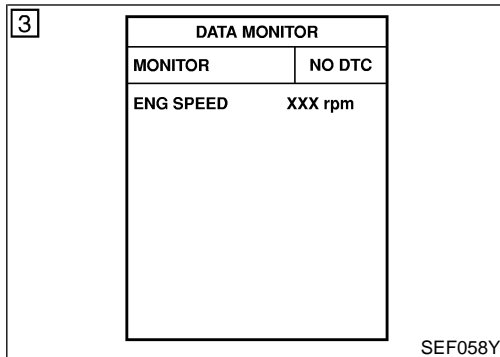 3
DATA MONITOR
MONITOR NO DTC
ENG SPEED XXX rpm
SEF058Y